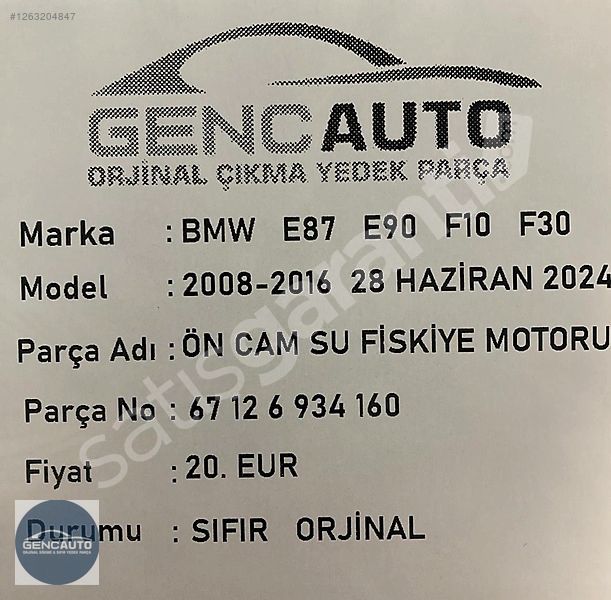 #1263204847
GENCAUTO
ORJİNAL ÇIKMA YEDEK PARÇA
Marka : BMW E87 E90 F10 F30
Model : 2008-2016 28 HAZİRAN 2024
Parça Adı : ÖN CAM SU FİSKİYE MOTORU
Parça No : 67 12 6 934 160
Fiyat : 20. EUR
Durumu : SIFIR ORJİNAL
satışgaranti
GENCAUTO